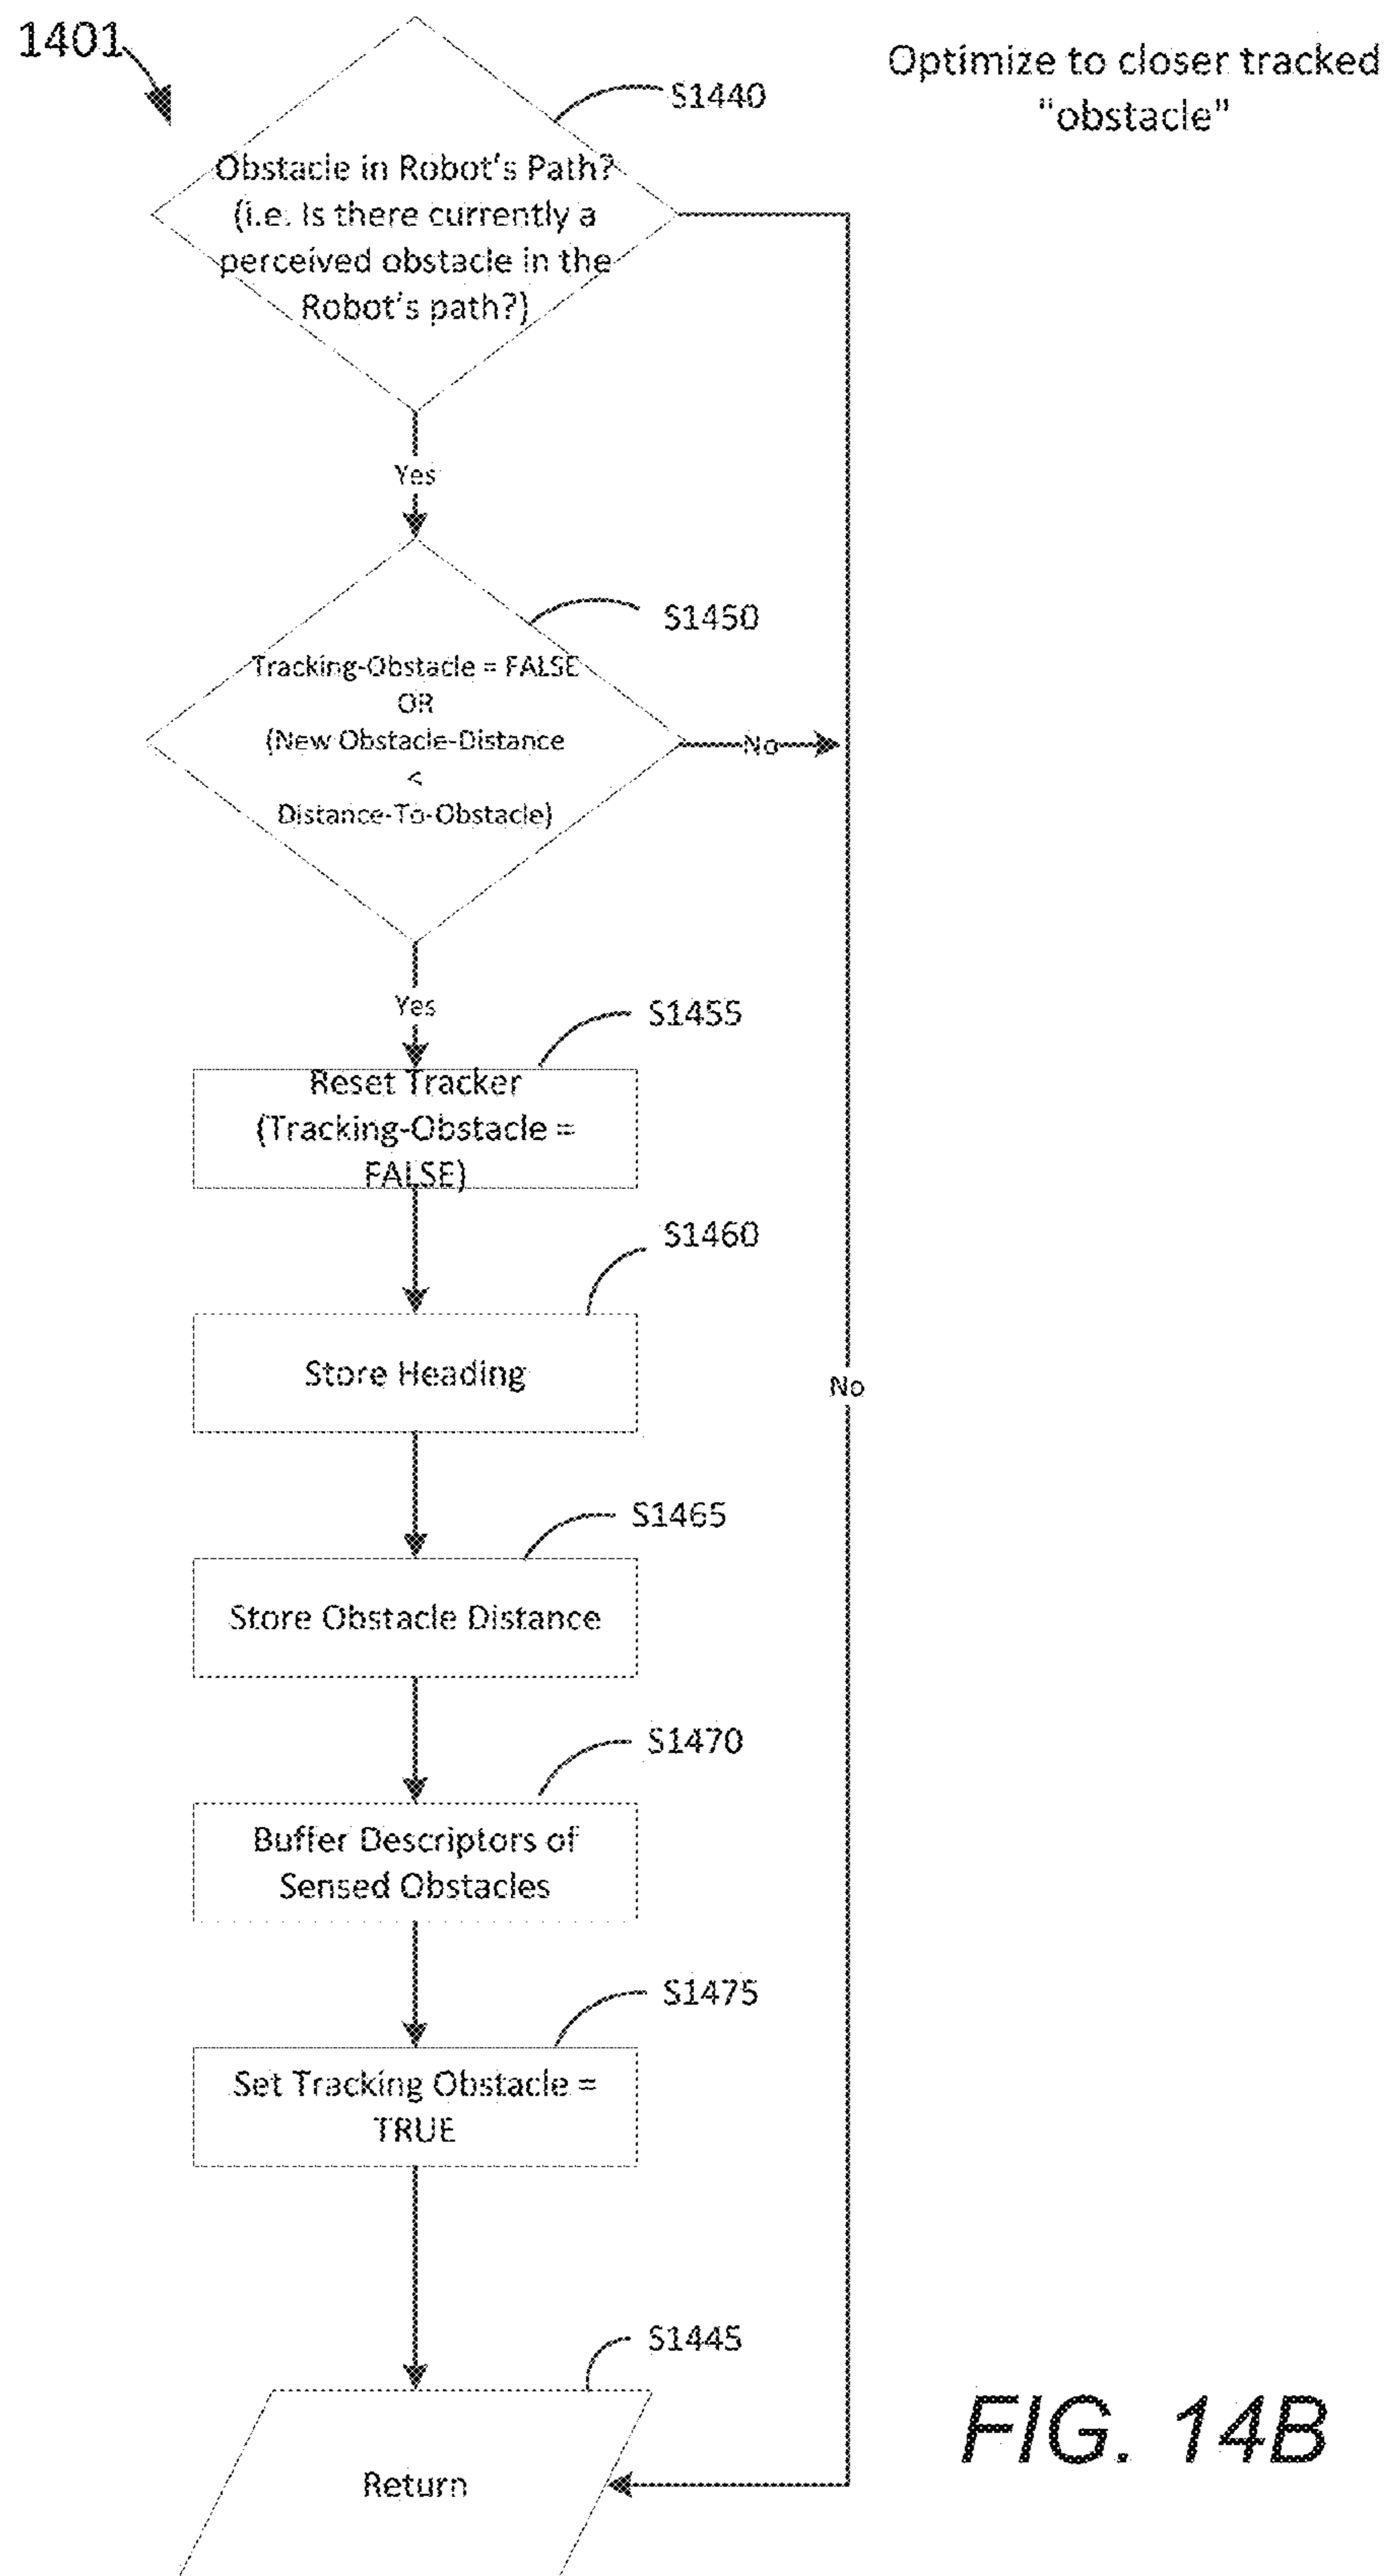 1401
Optimize to closer tracked
"obstacle"
S1440
Obstacle in Robot's Path?
(i.e. Is there currently a
perceived obstacle in the
Robot's path?)
Yes
S1450
Tracking-Obstacle = FALSE
OR
(New Obstacle-Distance
<
Distance-To-Obstacle)
No
Yes
S1455
Reset Tracker
(Tracking-Obstacle =
FALSE)
S1460
Store Heading
No
S1465
Store Obstacle Distance
S1470
Buffer Descriptors of
Sensed Obstacles
S1475
Set Tracking Obstacle =
TRUE
S1445
Return
FIG. 14B